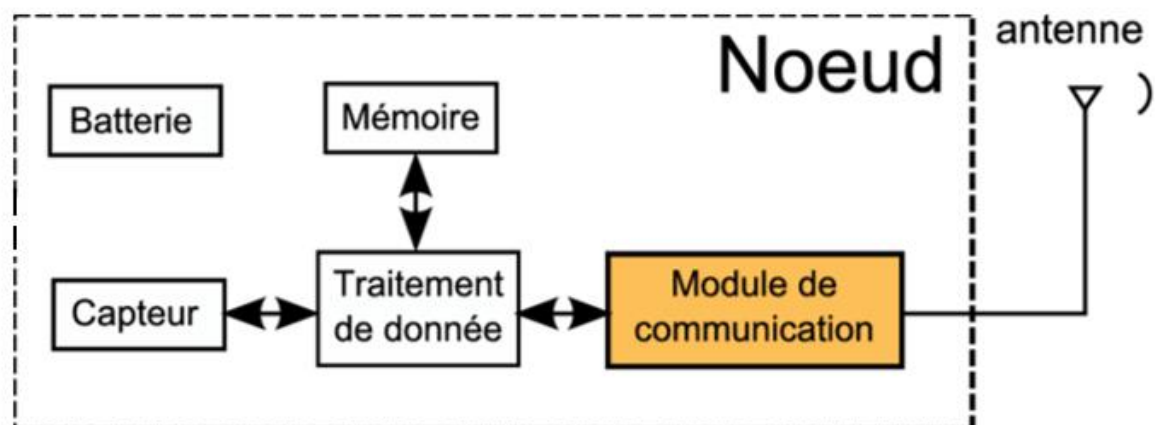 Noeud
antenne
Batterie
Mémoire
Capteur
Traitement
de donnée
Module de
communication